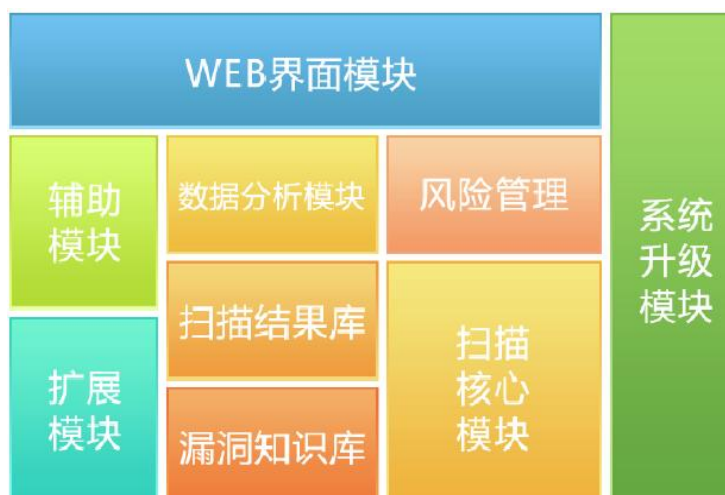 WEB界面模块
辅助
模块
数据分析模块
风险管理
系统
升级
模块
扫描结果库
扫描
核心
模块
扩展
模块
漏洞知识库